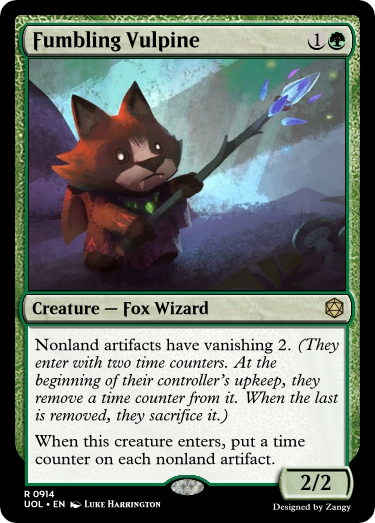 Fumbling Vulpine 1
Creature — Fox Wizard
Nonland artifacts have vanishing 2. (They
enter with two time counters. At the
beginning of their controller's upkeep, they
remove a time counter from it. When the last
is removed, they sacrifice it.)
When this creature enters, put a time
counter on each nonland artifact.
2/2
R 0914
UOL • EN Luke Harrington
Designed by Zangy